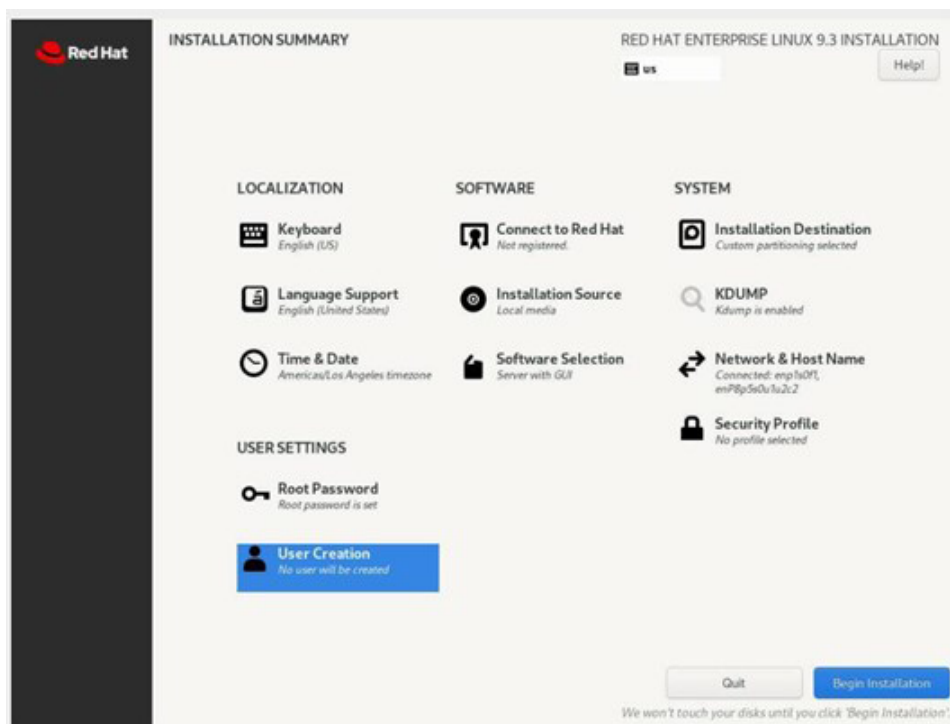 Red Hat
INSTALLATION SUMMARY
RED HAT ENTERPRISE LINUX 9.3 INSTALLATION
us
Help!
LOCALIZATION
Keyboard
English (US)
Language Support
English (United States)
Time & Date
Americas/Los Angeles timezone
USER SETTINGS
Root Password
Root password is set
User Creation
No user will be created
SOFTWARE
Connect to Red Hat
Not registered.
Installation Source
Local media
Software Selection
Server with GUI
SYSTEM
Installation Destination
Custom partitioning selected
KDUMP
Kdump is enabled
Network & Host Name
Connected: enp1s0f1,
enP8p5s0u1u2c2
Security Profile
No profile selected
Quit
Begin Installation
We won't touch your disks until you click 'Begin Installation'.